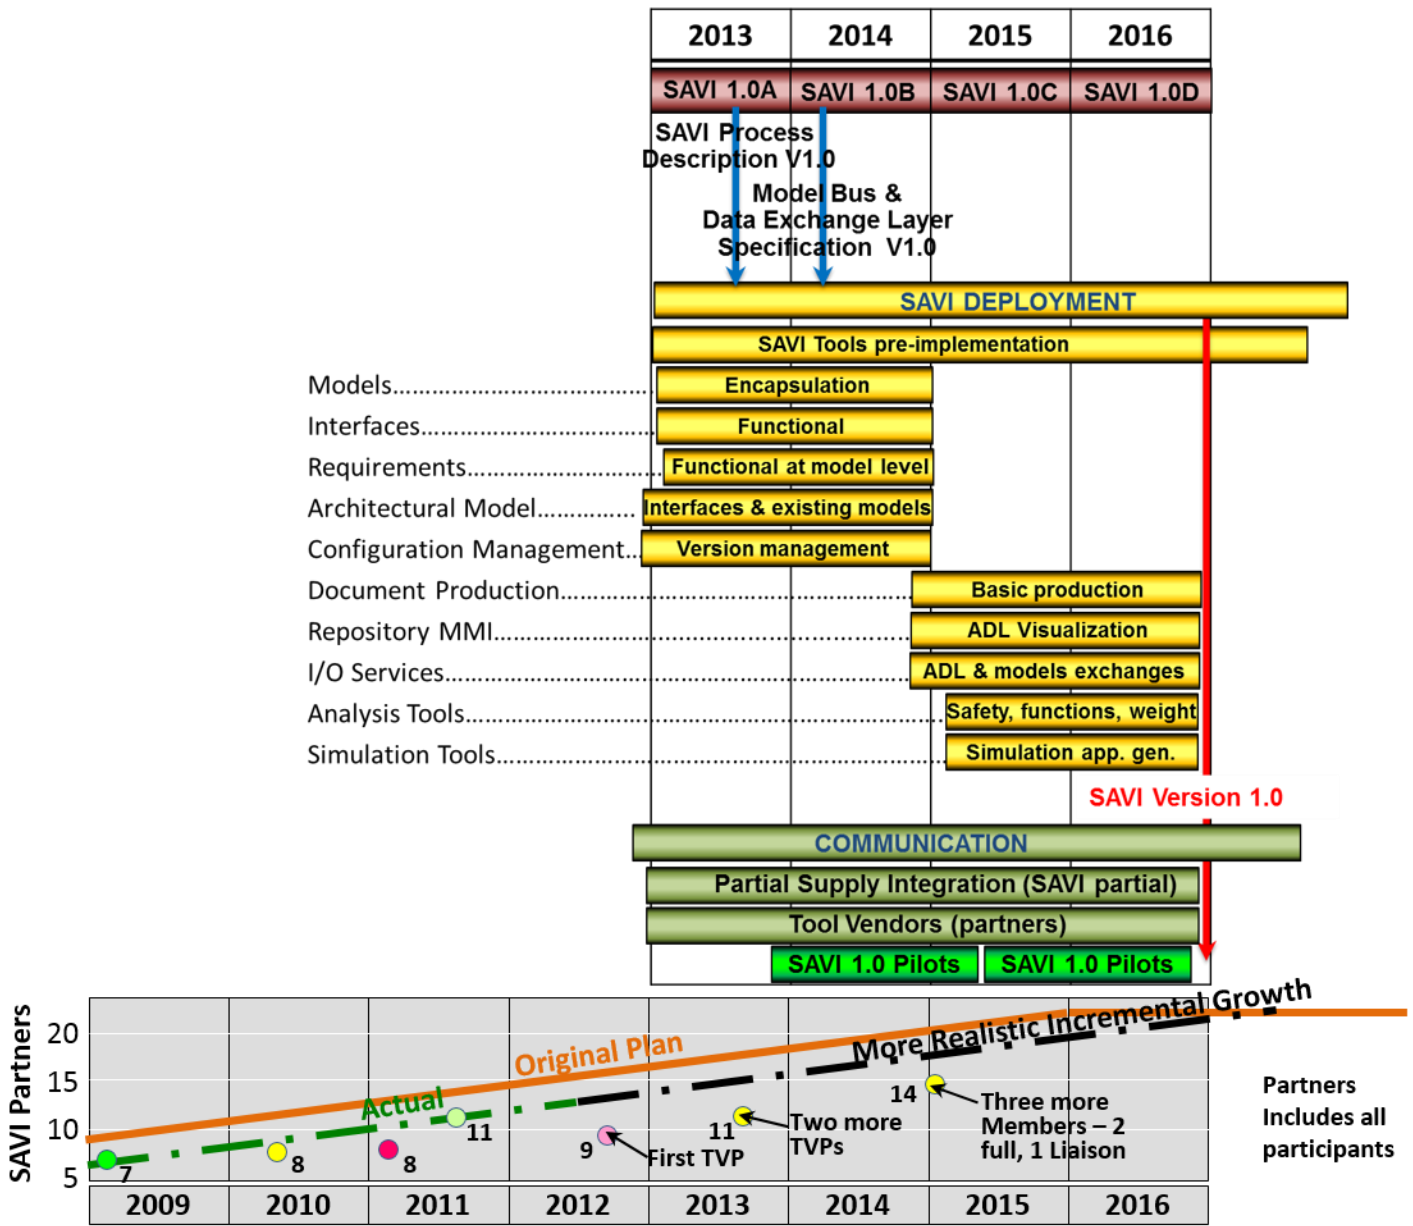 2013 2014 2015 2016
SAVI 1.0A SAVI 1.0B SAVI 1.0C SAVI 1.0D
SAVI Process
Description V1.0
Model Bus &
Data Exchange Layer
Specification V1.0
SAVI DEPLOYMENT
SAVI Tools pre-implementation
Models.......................................... Encapsulation
Interfaces...................................... Functional
Requirements................................ Functional at model level
Architectural Model............... Interfaces & existing models
Configuration Management... Version management
Document Production...................................................... Basic production
Repository MMI................................................................ ADL Visualization
I/O Services....................................................................... ADL & models exchanges
Analysis Tools......................................................................... Safety, functions, weight
Simulation Tools..................................................................... Simulation app. gen.
SAVI Version 1.0
COMMUNICATION
Partial Supply Integration (SAVI partial)
Tool Vendors (partners)
SAVI 1.0 Pilots SAVI 1.0 Pilots
SAVI Partners
20
15
10
5
Original Plan
More Realistic Incremental Growth
Actual
7
8
11
8
9
First TVP
11
Two more
TVPs
14
Three more
Members – 2
full, 1 Liaison
Partners
Includes all
participants
2009 2010 2011 2012 2013 2014 2015 2016